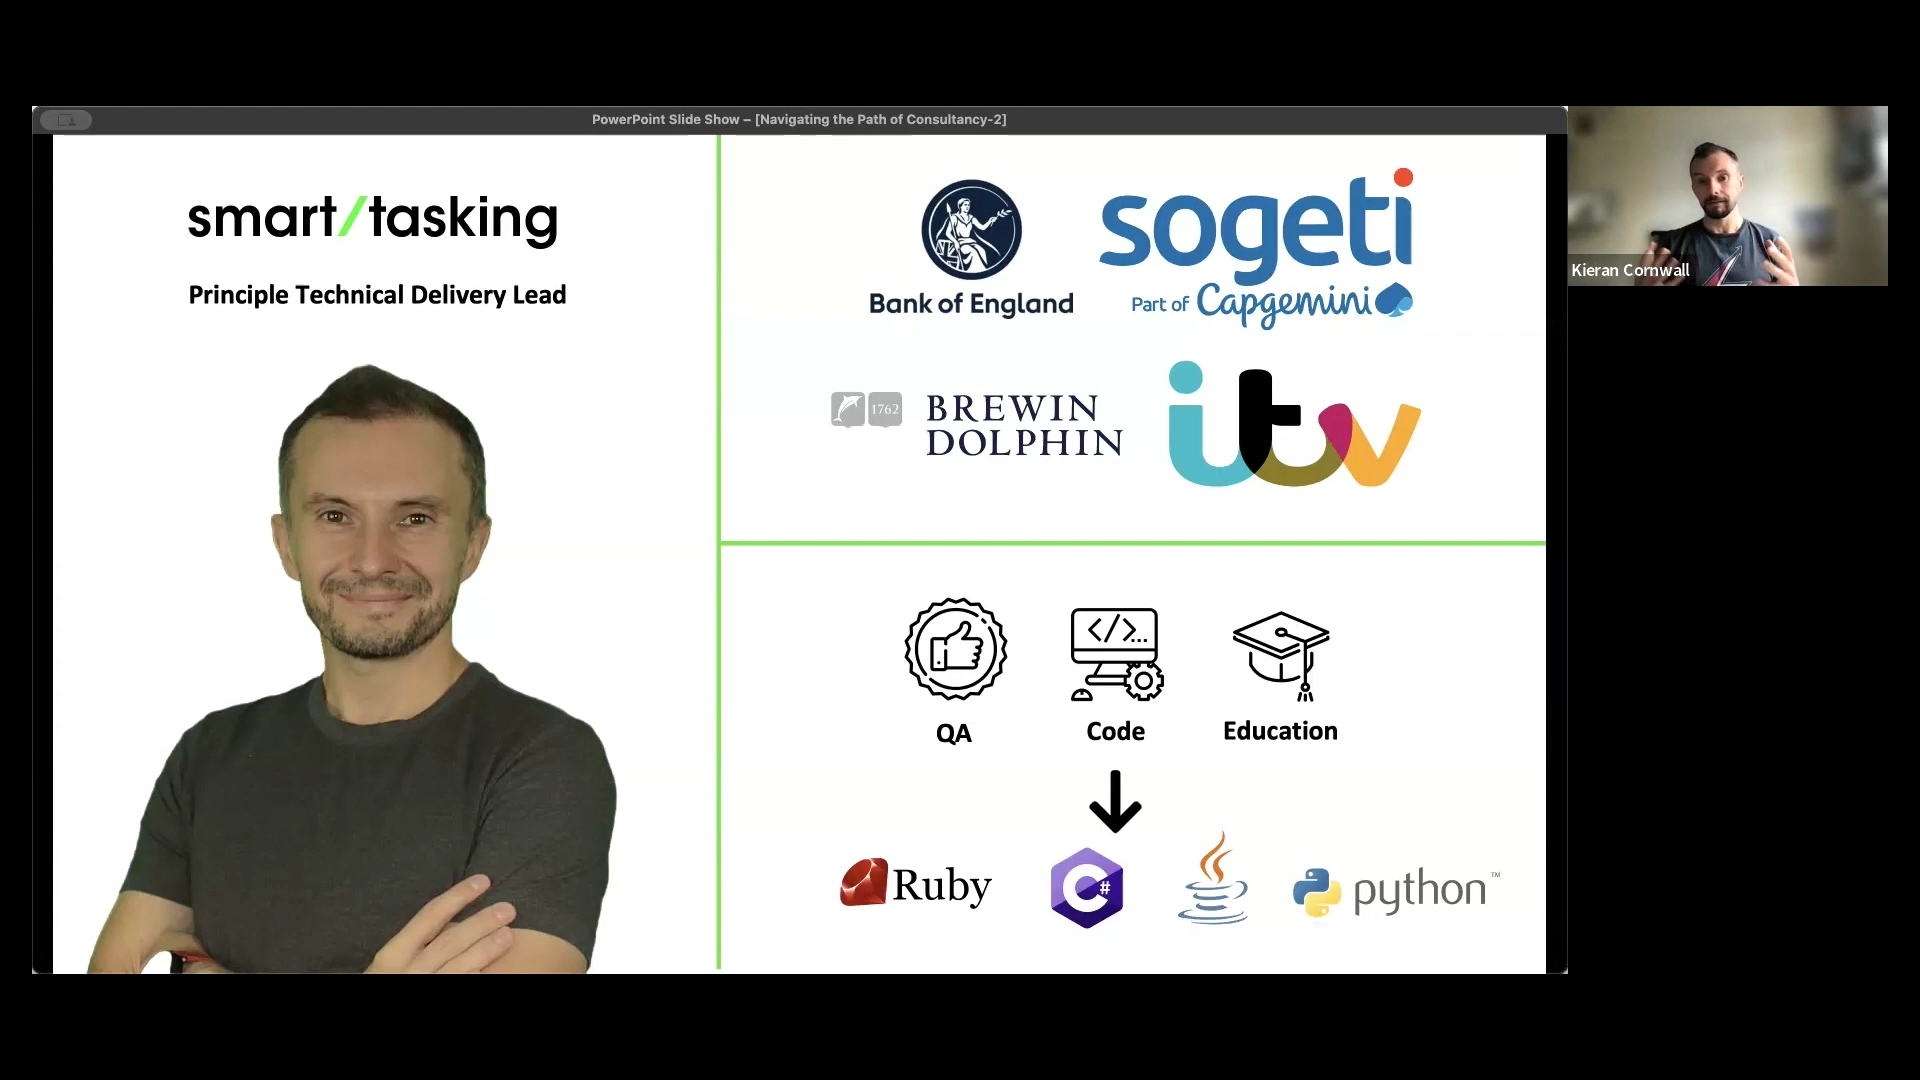 PowerPoint Slide Show – [Navigating the Path of Consultancy-2]
smart/tasking
Principle Technical Delivery Lead
Bank of England
sogeti
Part of Capgemini
1762
BREWIN
DOLPHIN
itv
</>...
QA
Code
Education
Ruby
C#
python™
Kieran Cornwall